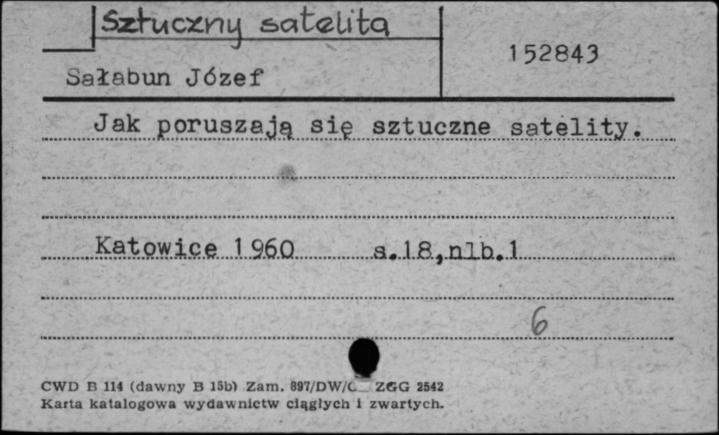 Sztuczny satelita
152843
Sałabun Józef
Jak poruszają się sztuczne satelity.
Katowice 1960 s.18,nlb.1
6
CWD B 114 (dawny B 15b) Zam. 897/DW/ ZGG 2542
Karta katalogowa wydawnictw ciągłych i zwartych.